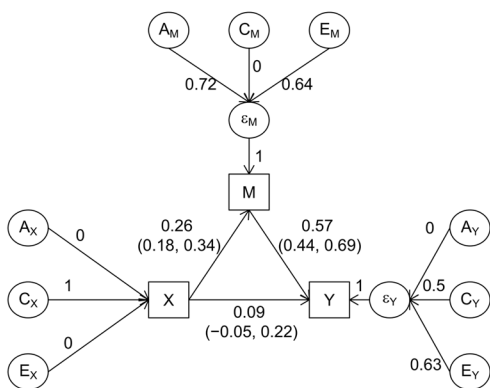 A_M C_M E_M
0.72 0 0.64
ε_M
1
M
A_X 0.26 0.57 A_Y
0 (0.18, 0.34) (0.44, 0.69) 0
C_X 1 X 0.09 Y 1 ε_Y 0.5 C_Y
(−0.05, 0.22)
0 0.63
E_X E_Y